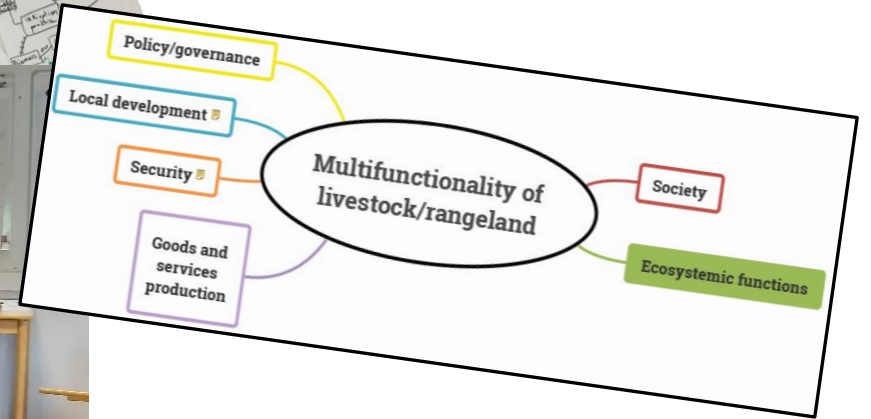 Policy/governance
Local development
Security
Goods and
services
production
Multifunctionality of
livestock/rangeland
Society
Ecosystemic functions